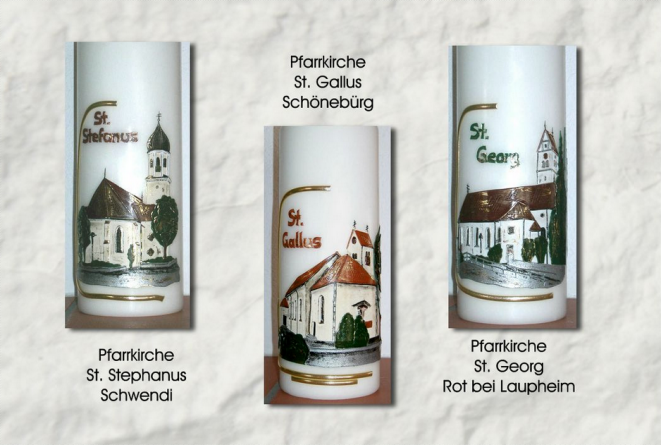 St.
Stefanus
Pfarrkirche
St. Stephanus
Schwendi
Pfarrkirche
St. Gallus
Schönebürg
St.
Gallus
St.
Georg
Pfarrkirche
St. Georg
Rot bei Laupheim